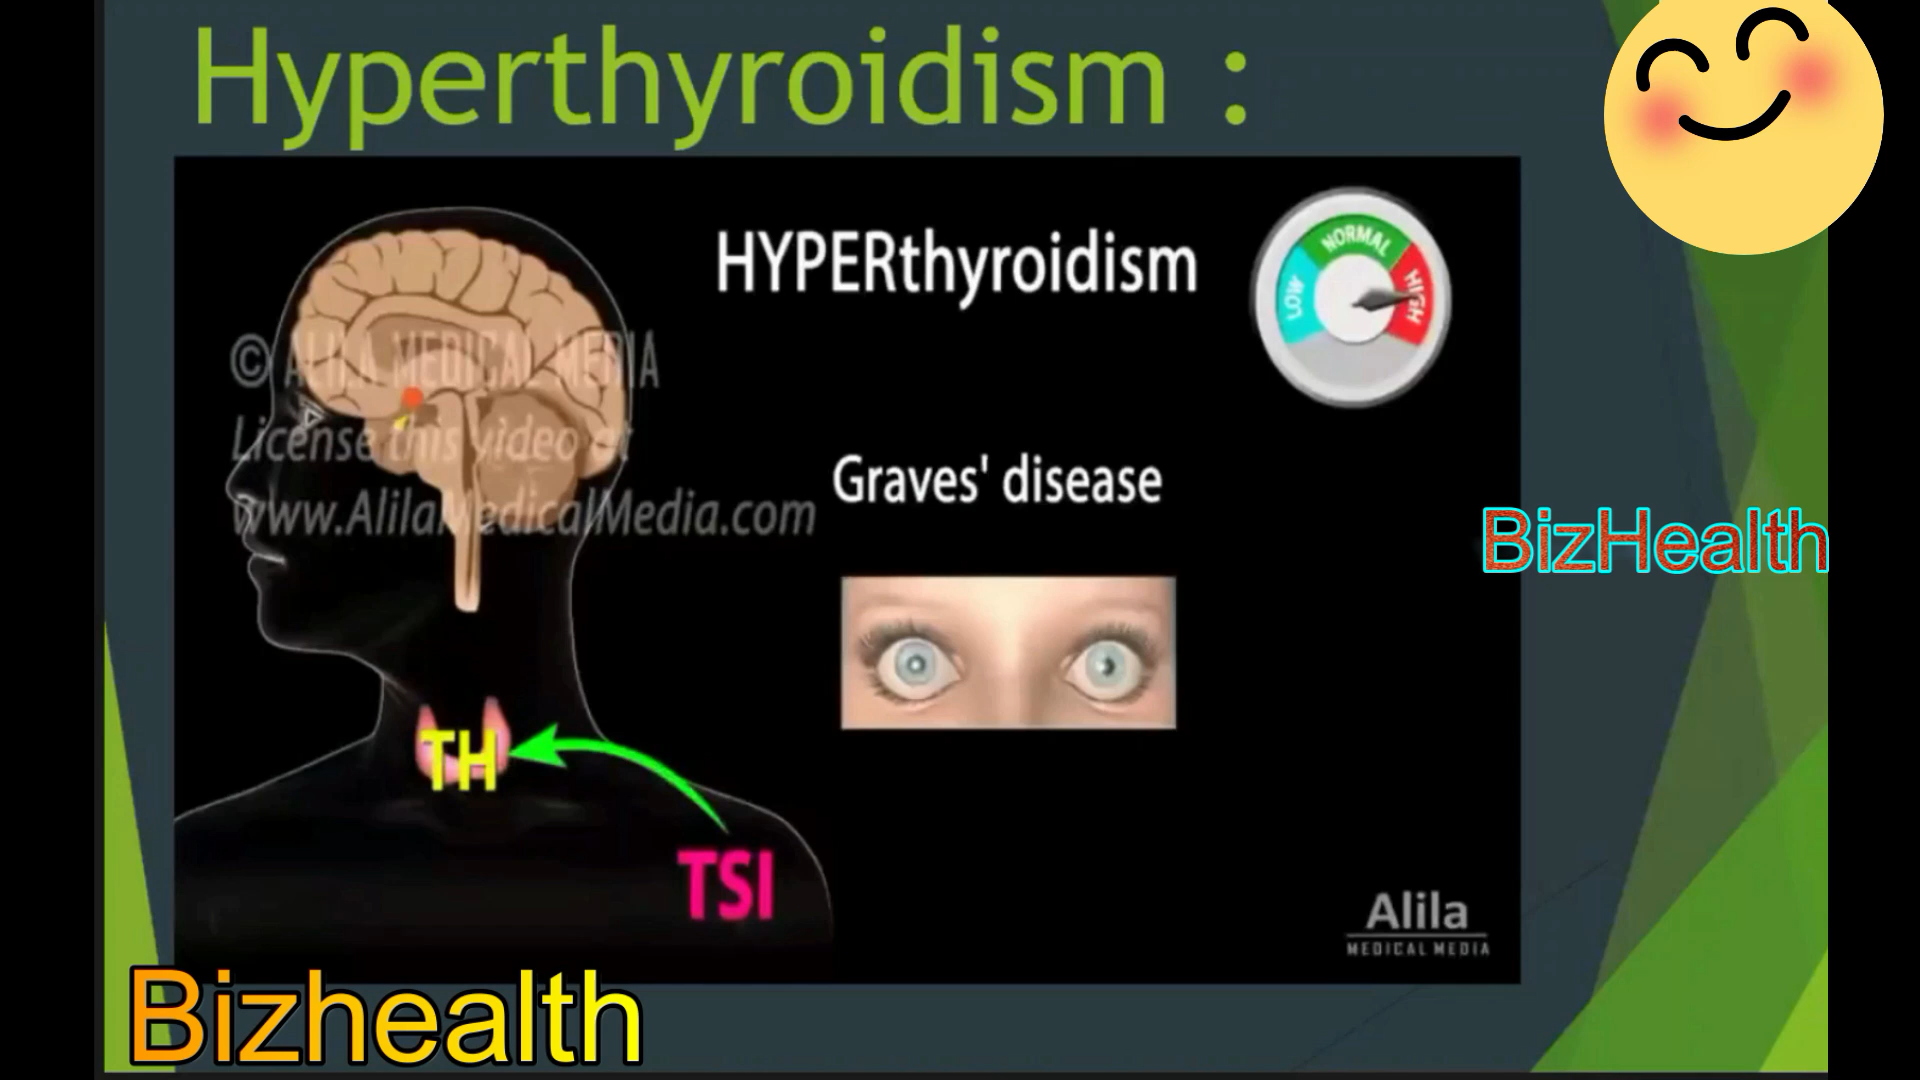 Hyperthyroidism :
HYPERthyroidism
LOW
NORMAL
HIGH
© ALILA MEDICAL MEDIA
License this video at
www.AlilaMedicalMedia.com
Graves' disease
BizHealth
TH
TSI
Alila
MEDICAL MEDIA
Bizhealth